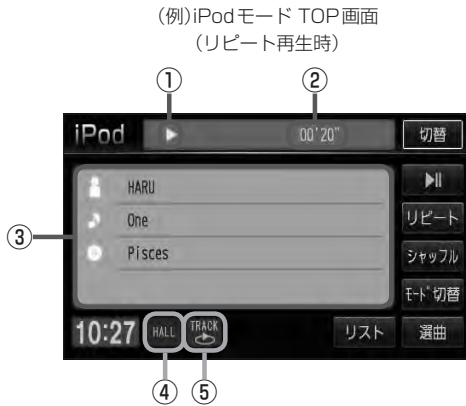 (例)iPodモード TOP画面
(リピート再生時)
① ②
iPod 00'20" 切替
HARU
③ One リピート
Pisces シャッフル
ﾓｰﾄﾞ切替
10:27 HALL TRACK リスト 選曲
④ ⑤